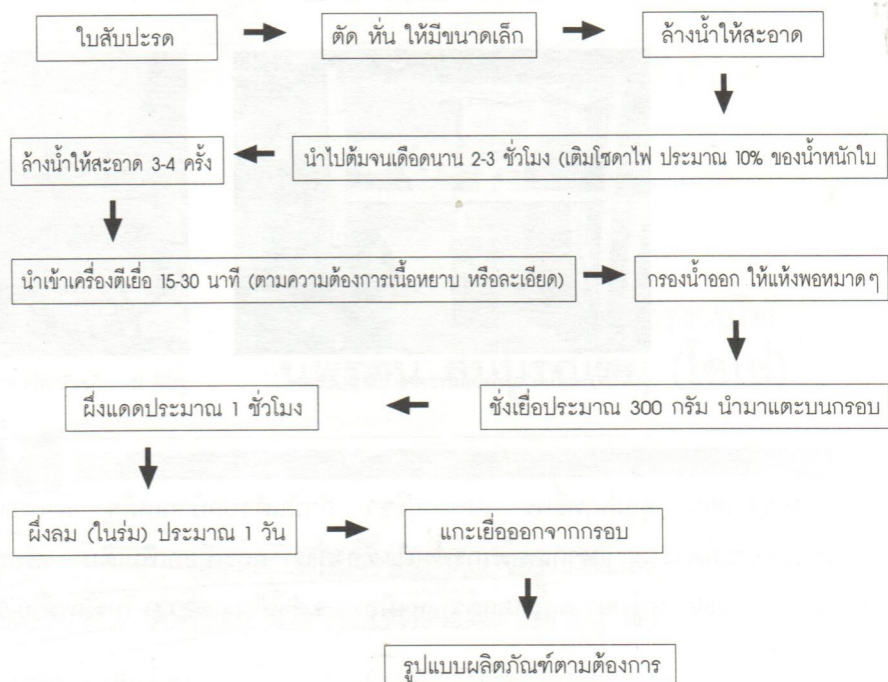 ใบสับปะรด
ตัด หั่น ให้มีขนาดเล็ก
ล้างน้ำให้สะอาด
นำไปต้มจนเดือดนาน 2-3 ชั่วโมง (เติมโซดาไฟ ประมาณ 10% ของน้ำหนักใบ
ล้างน้ำให้สะอาด 3-4 ครั้ง
นำเข้าเครื่องตีเยื่อ 15-30 นาที (ตามความต้องการเนื้อหยาบ หรือละเอียด)
กรองน้ำออก ให้แห้งพอหมาดๆ
ชั่งเยื่อประมาณ 300 กรัม นำมาแตะบนกรอบ
ผึ่งแดดประมาณ 1 ชั่วโมง
ผึ่งลม (ในร่ม) ประมาณ 1 วัน
แกะเยื่อออกจากกรอบ
รูปแบบผลิตภัณฑ์ตามต้องการ